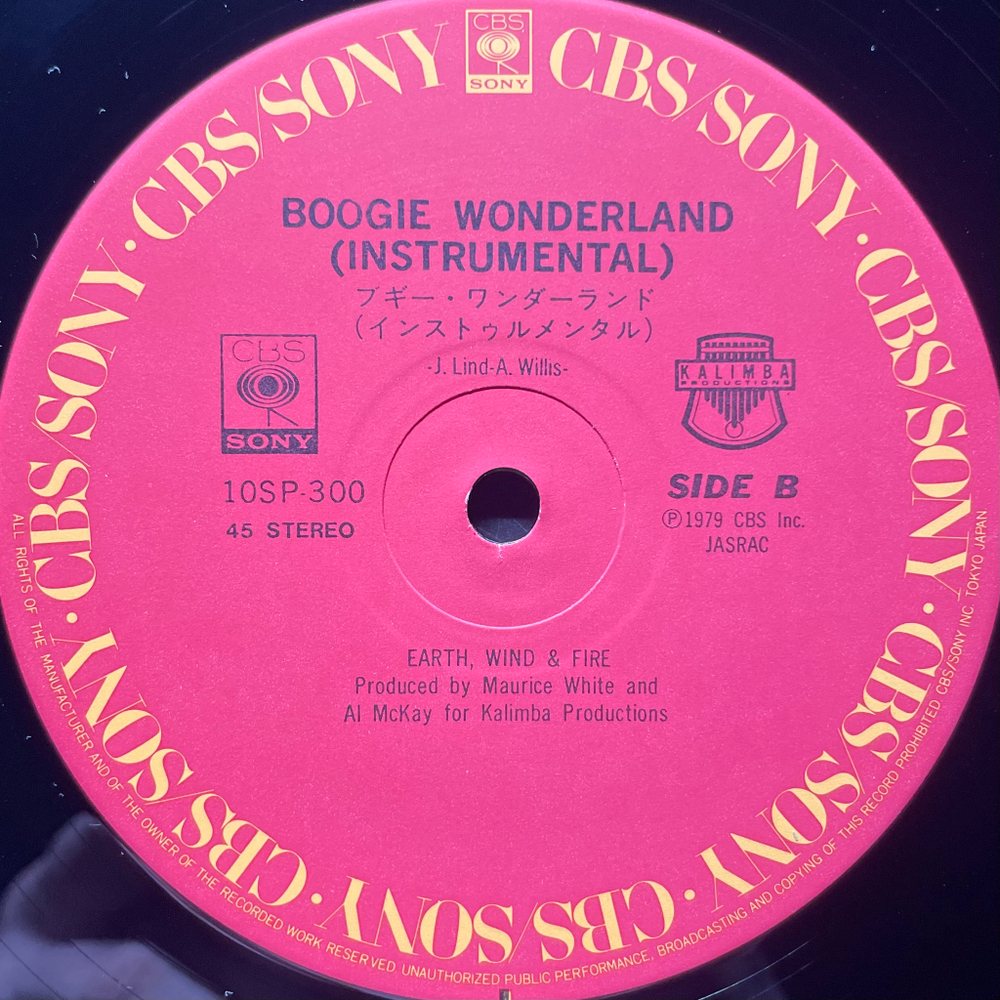 CBS
SONY
CBS/SONY · CBS/SONY · CBS/SONY · CBS/SONY · CBS/SONY · CBS/SONY · CBS/SONY · CBS/SONY
BOOGIE WONDERLAND
(INSTRUMENTAL)
ブギー・ワンダーランド
(インストゥルメンタル)
-J. Lind-A. Willis-
CBS
SONY
KALIMBA
PRODUCTIONS
10SP-300
45 STEREO
SIDE B
Ⓟ1979 CBS Inc.
JASRAC
EARTH, WIND & FIRE
Produced by Maurice White and
Al McKay for Kalimba Productions
ALL RIGHTS OF THE MANUFACTURER AND OF THE OWNER OF THE RECORDED WORK RESERVED. UNAUTHORIZED PUBLIC PERFORMANCE, BROADCASTING AND COPYING OF THIS RECORD PROHIBITED CBS/SONY INC. TOKYO JAPAN